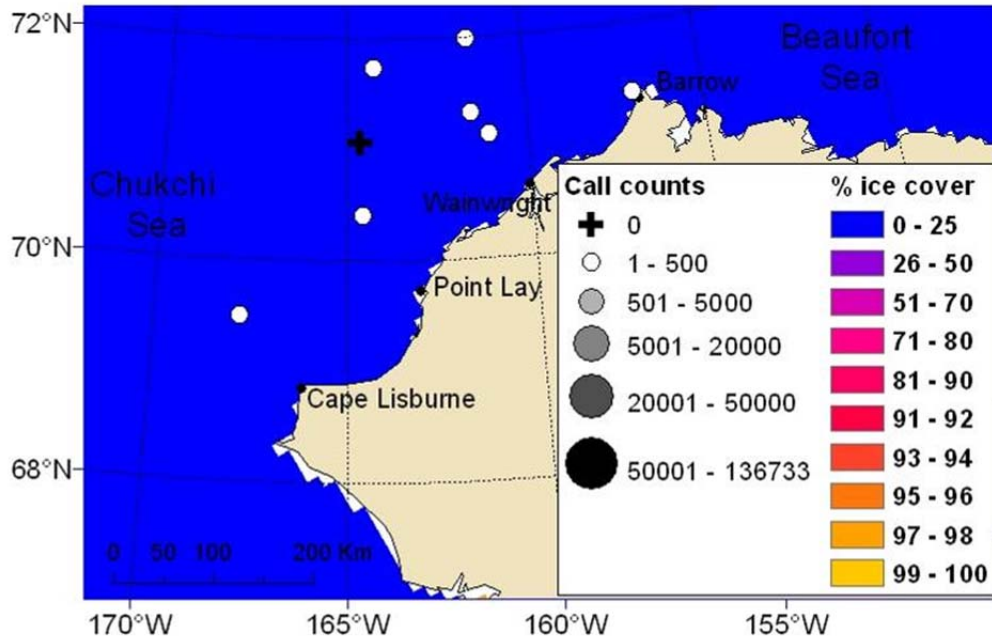 72°N
70°N
68°N
170°W
165°W
160°W
155°W
Beaufort
Sea
Barrow
Chukchi
Sea
Wainwright
Point Lay
Cape Lisburne
0 50 100 200 Km
Call counts
0
1 - 500
501 - 5000
5001 - 20000
20001 - 50000
50001 - 136733
% ice cover
0 - 25
26 - 50
51 - 70
71 - 80
81 - 90
91 - 92
93 - 94
95 - 96
97 - 98
99 - 100